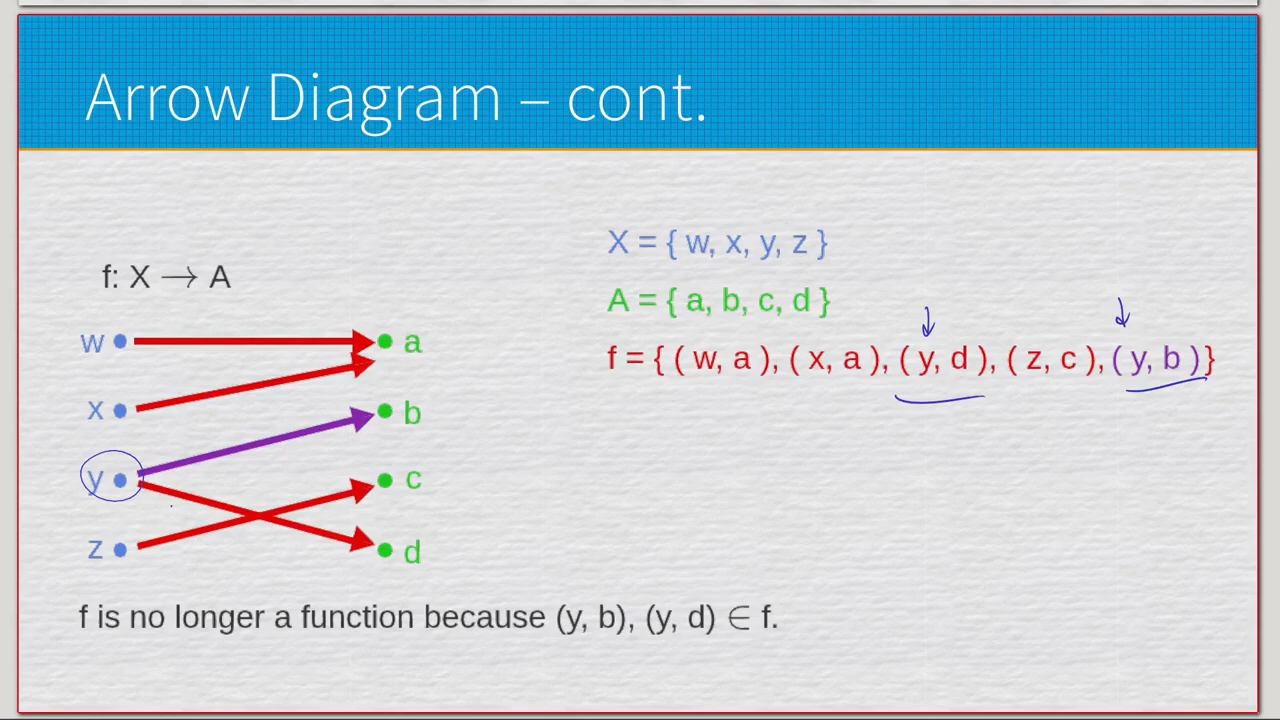 Arrow Diagram – cont.
f: X → A
w a
x b
y c
z d
X = { w, x, y, z }
A = { a, b, c, d }
f = { ( w, a ), ( x, a ), ( y, d ), ( z, c ), ( y, b ) }
f is no longer a function because (y, b), (y, d) ∈ f.